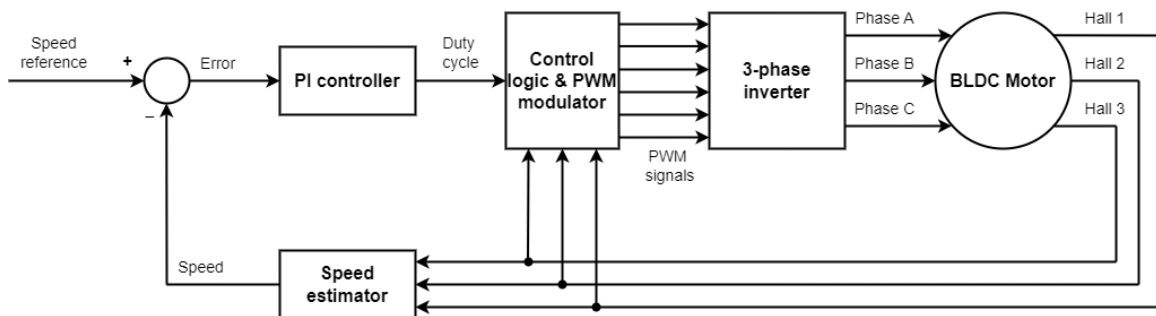 Speed
reference
+
−
Error
PI controller
Duty
cycle
Control
logic & PWM
modulator
PWM
signals
3-phase
inverter
Phase A
Phase B
Phase C
BLDC Motor
Hall 1
Hall 2
Hall 3
Speed
Speed
estimator